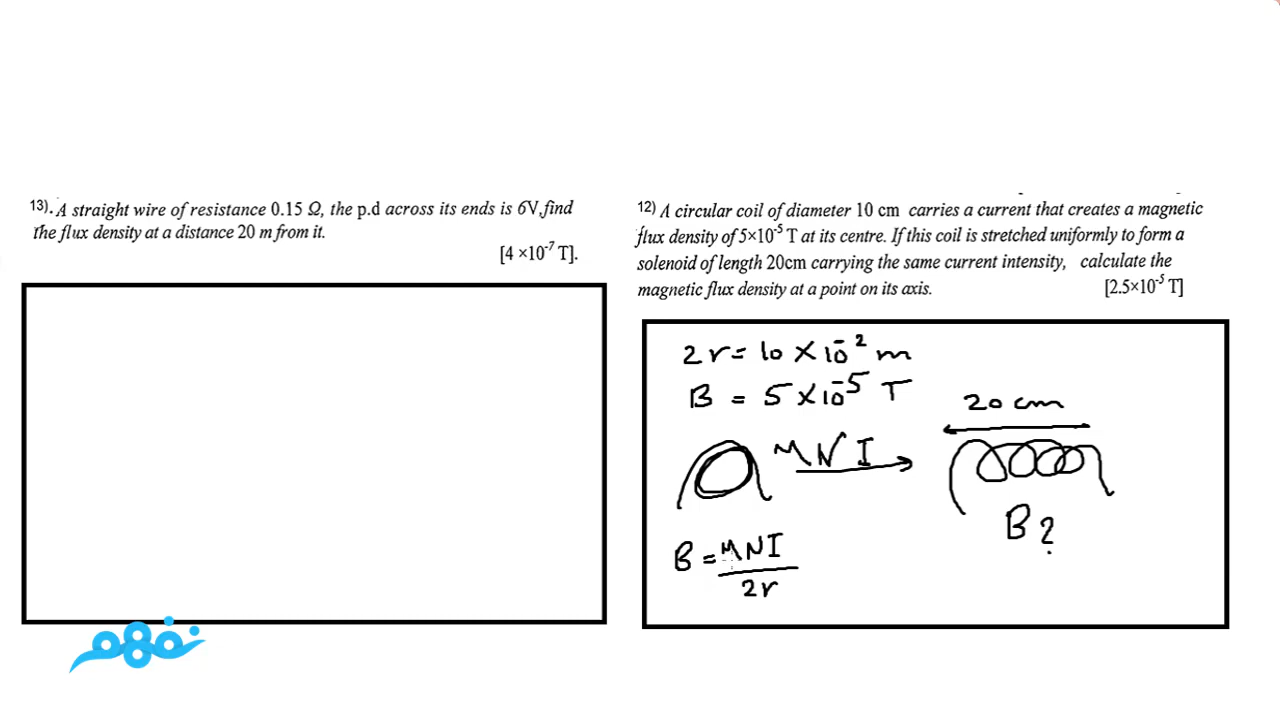 13). A straight wire of resistance 0.15 Ω, the p.d across its ends is 6V, find
the flux density at a distance 20 m from it.
[4 ×10⁻⁷ T].
12) A circular coil of diameter 10 cm carries a current that creates a magnetic
flux density of 5×10⁻⁵ T at its centre. If this coil is stretched uniformly to form a
solenoid of length 20cm carrying the same current intensity, calculate the
magnetic flux density at a point on its axis. [2.5×10⁻⁵ T]
2r = 10 × 10⁻² m
B = 5 × 10⁻⁵ T
20 cm
μNI
B ?
B = μNI
2r
نفهم